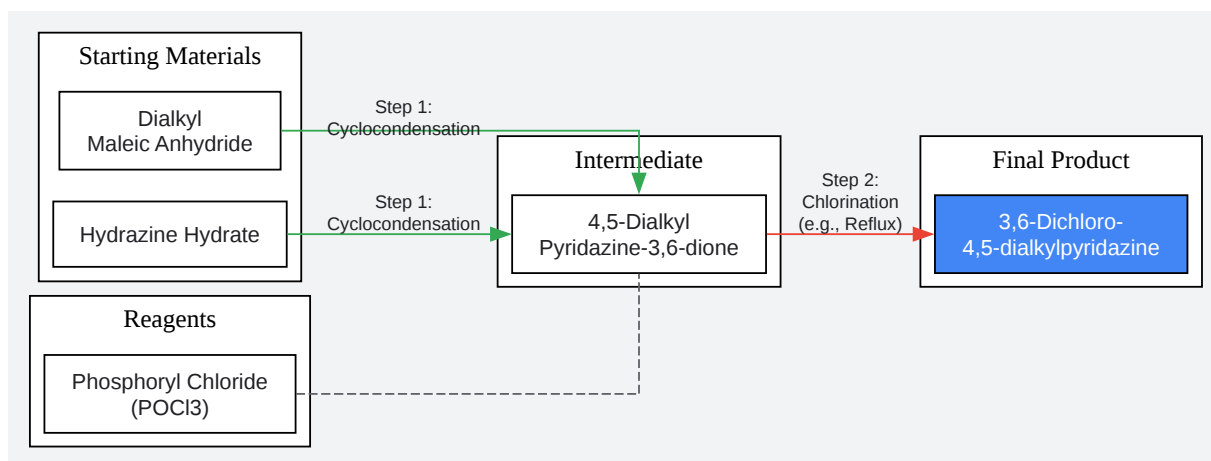 Starting Materials
Dialkyl
Maleic Anhydride
Hydrazine Hydrate
Reagents
Phosphoryl Chloride
(POCl3)
Step 1:
Cyclocondensation
Step 1:
Cyclocondensation
Intermediate
4,5-Dialkyl
Pyridazine-3,6-dione
Step 2:
Chlorination
(e.g., Reflux)
Final Product
3,6-Dichloro-
4,5-dialkylpyridazine